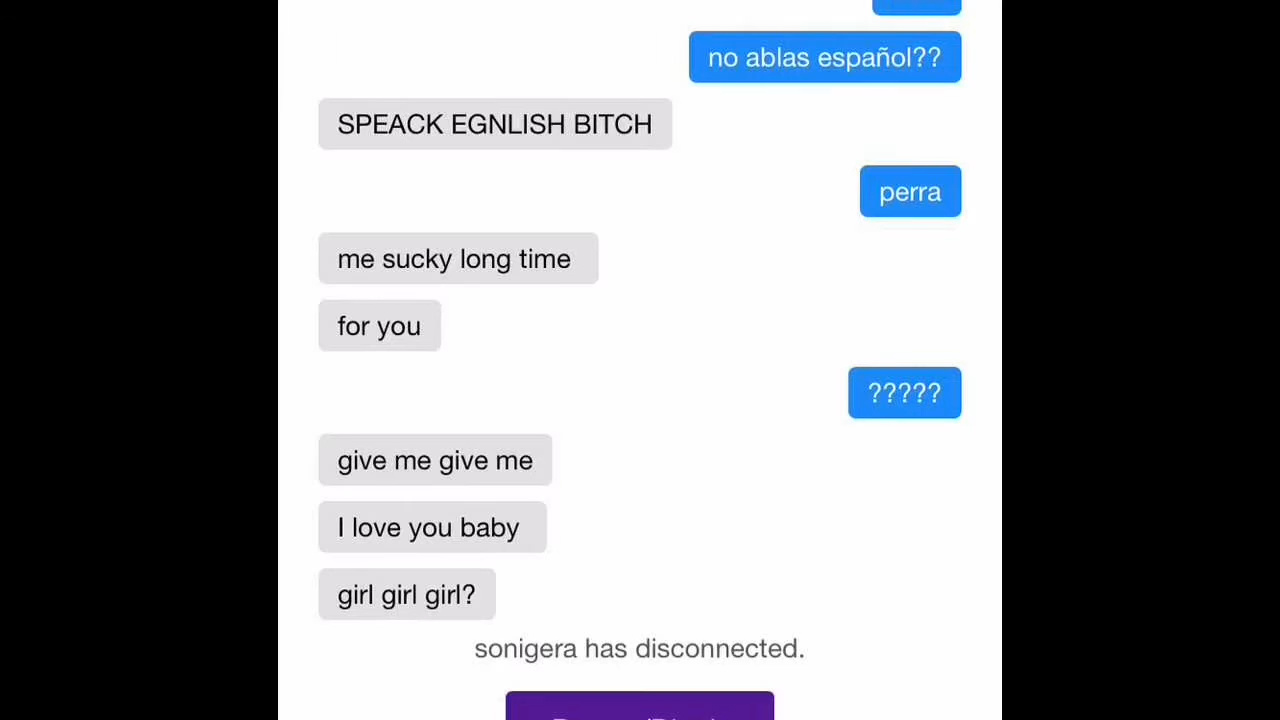 no ablas español??
SPEACK EGNLISH BITCH
perra
me sucky long time
for you
?????
give me give me
I love you baby
girl girl girl?
sonigera has disconnected.